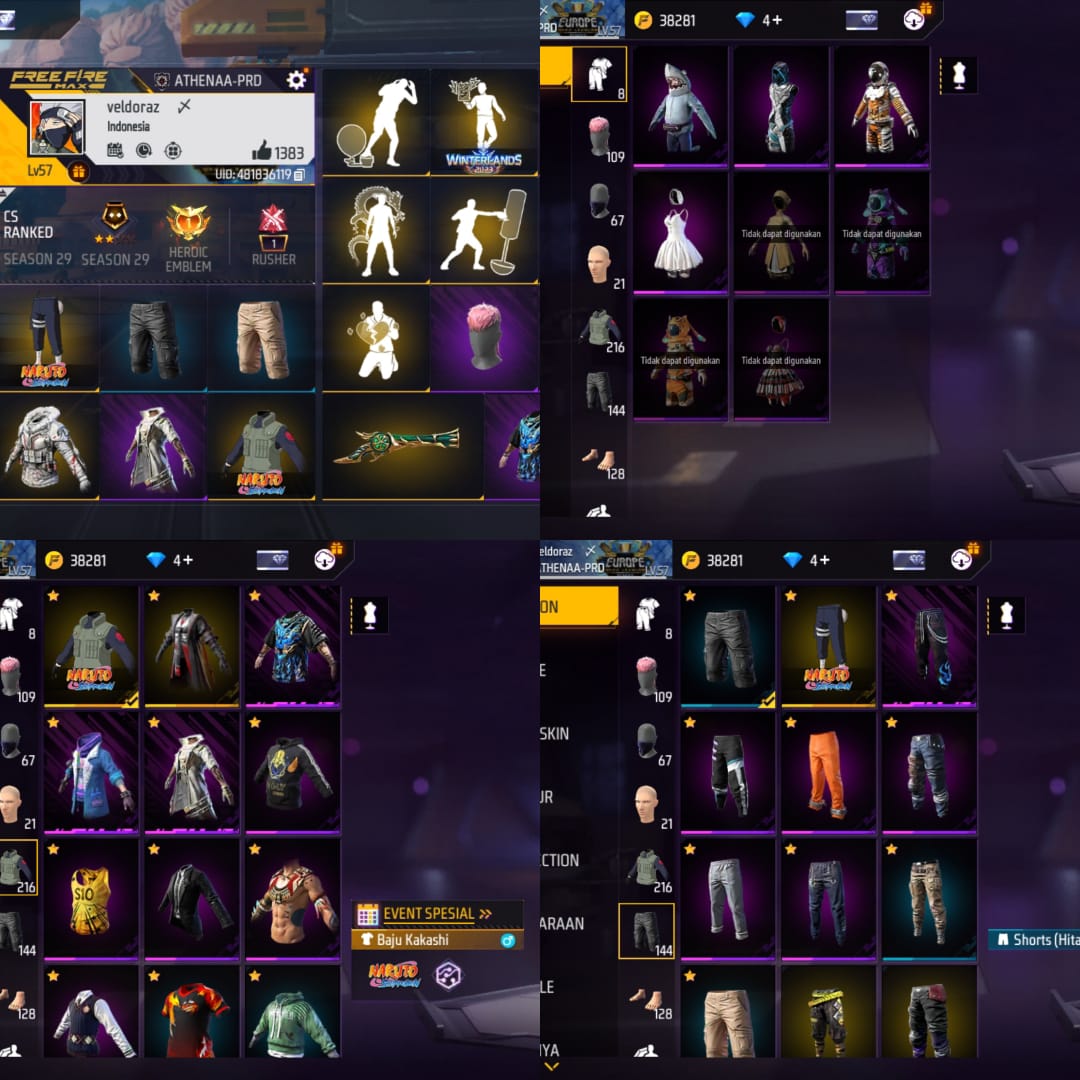 FREE FIRE
MAX
ATHENAA-PRD
veldoraz
Indonesia
1383
Lv57
UID:481836119
CS
RANKED
SEASON 29
SEASON 29
HEROIC
EMBLEM
1
RUSHER
WINTERLANDS
2023
NARUTO
SHIPPUDEN
NARUTO
SHIPPUDEN
PRD
EUROPE
LV.57
38281
4+
8
109
67
21
216
144
128
Tidak dapat digunakan
Tidak dapat digunakan
Tidak dapat digunakan
Tidak dapat digunakan
LV.57
38281
4+
8
109
67
21
216
144
128
NARUTO
SHIPPUDEN
S10
EVENT SPESIAL >>
Baju Kakashi
NARUTO
SHIPPUDEN
eldoraz
THENAA-PRD
EUROPE
LV.57
38281
4+
ON
E
SKIN
UR
ECTION
ARAAN
LE
YA
8
109
67
21
216
144
128
NARUTO
SHIPPUDEN
Shorts (Hita